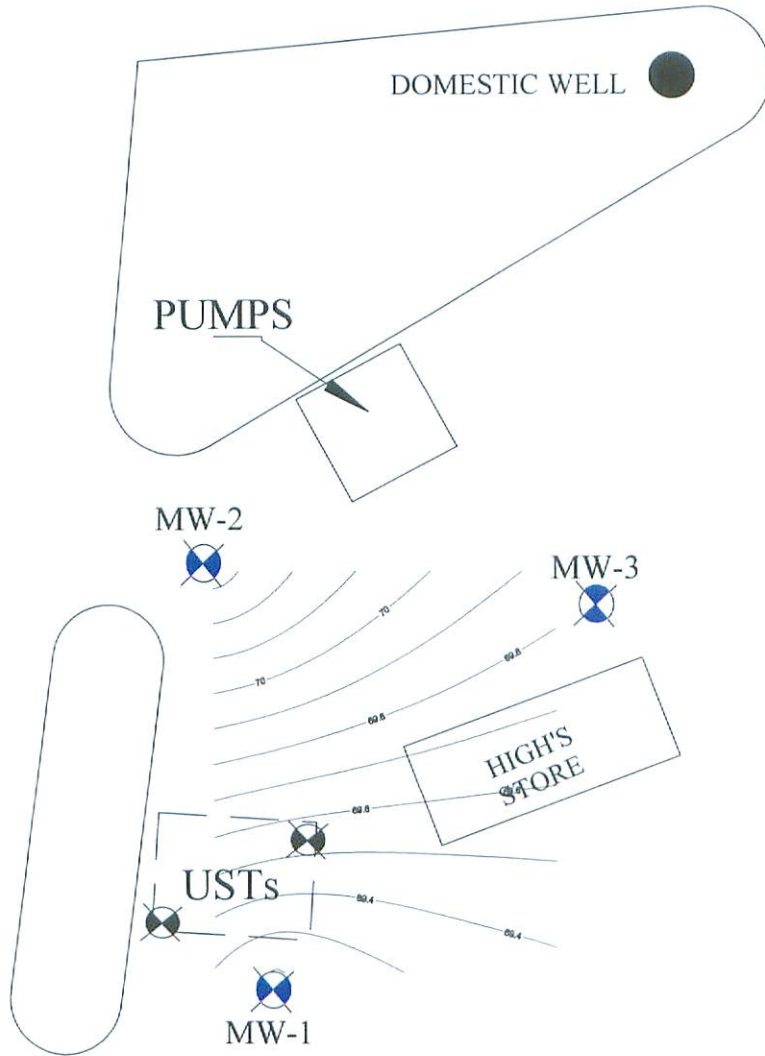 DOMESTIC WELL
PUMPS
MW-2
MW-3
70
69.8
70
69.8
HIGH'S
STORE
69.6
USTs
69.4
69.4
MW-1